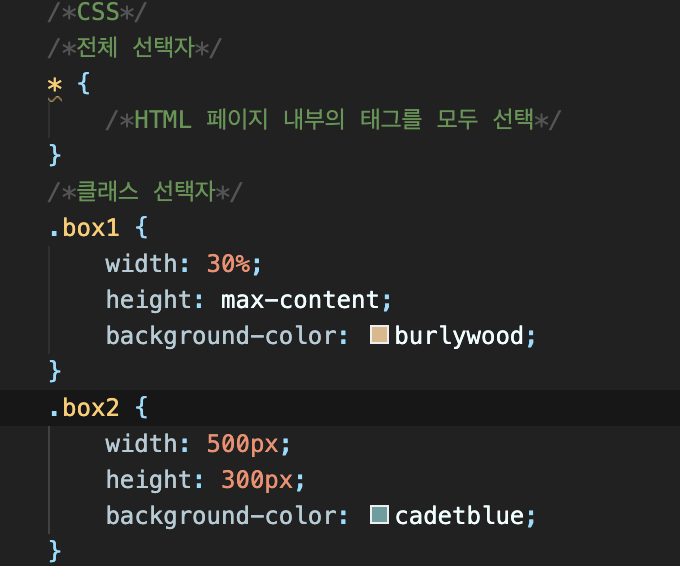 /*CSS*/
/*전체 선택자*/
* {
/*HTML 페이지 내부의 태그를 모두 선택*/
}
/*클래스 선택자*/
.box1 {
width: 30%;
height: max-content;
background-color: burlywood;
}
.box2 {
width: 500px;
height: 300px;
background-color: cadetblue;
}